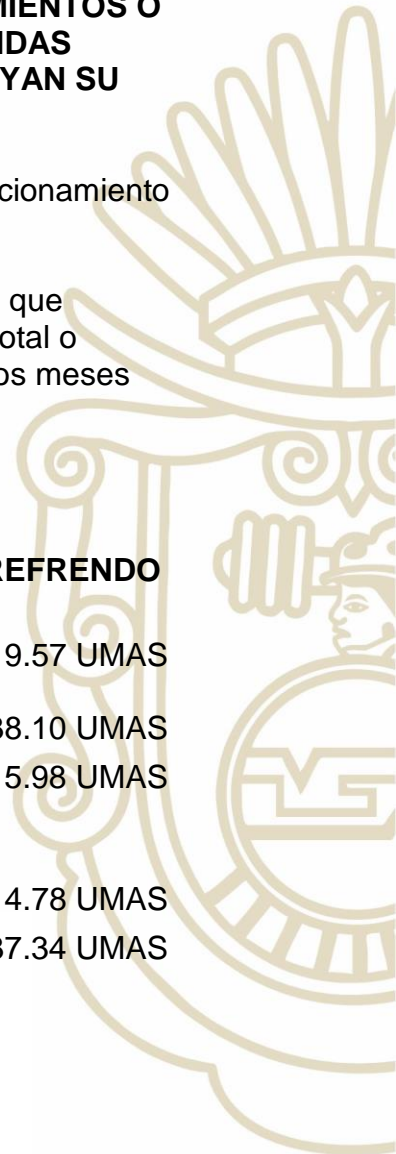 MIENTOS O
IDAS
YAN SU
cionamiento
que
otal o
os meses
REFRENDO
9.57 UMAS
38.10 UMAS
5.98 UMAS
4.78 UMAS
37.34 UMAS